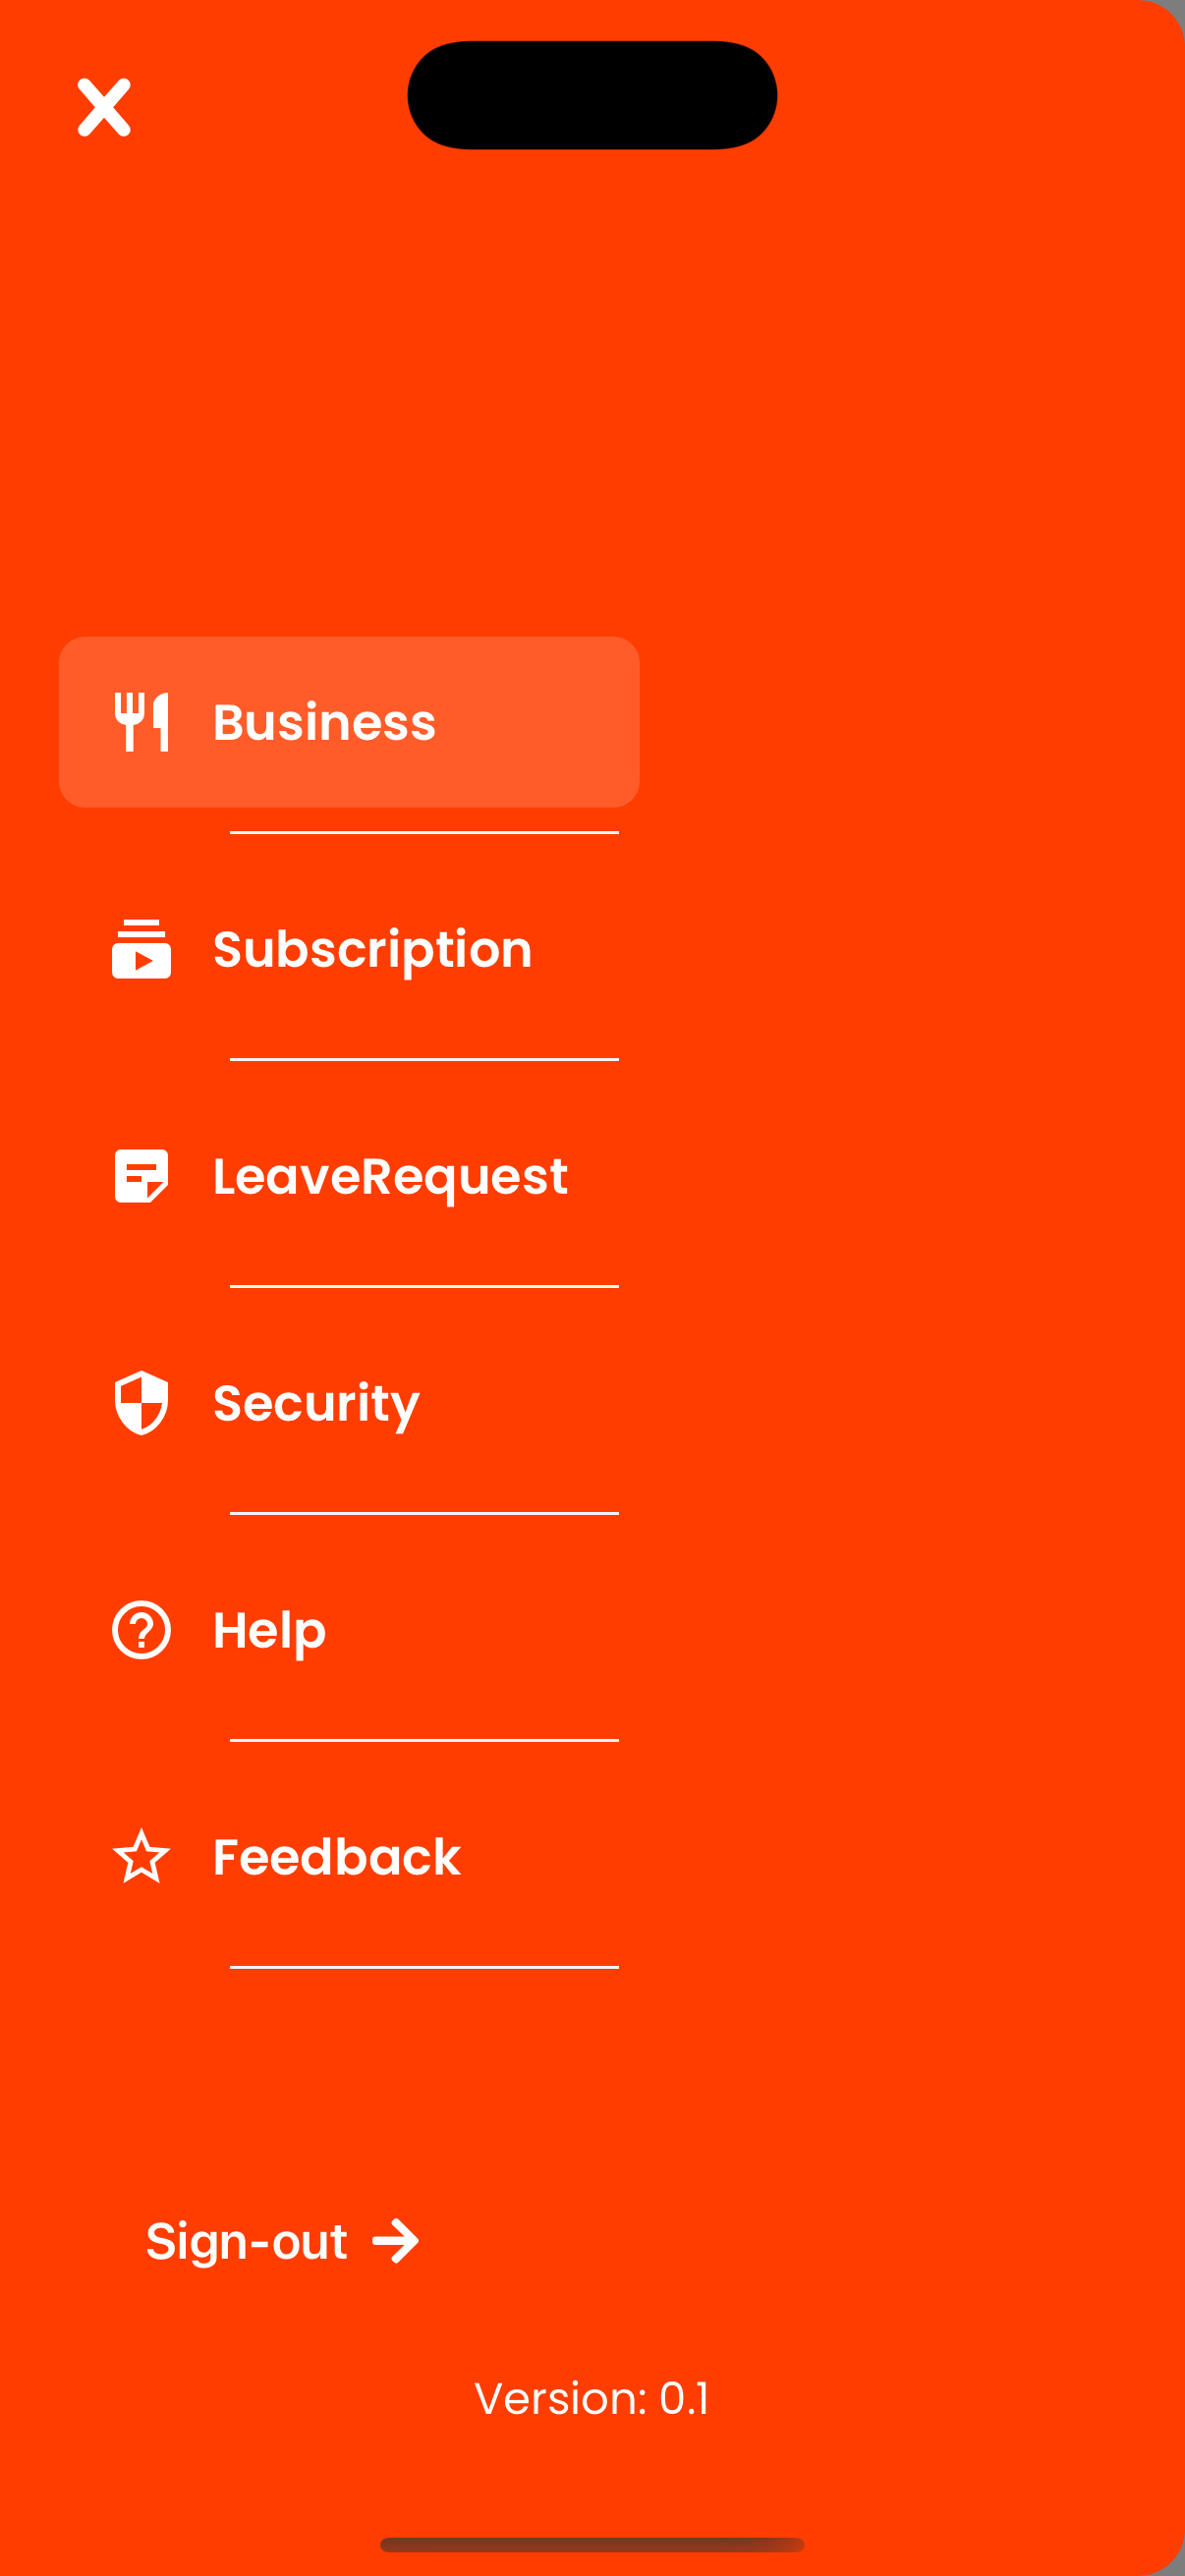 Business
Subscription
LeaveRequest
Security
Help
Feedback
Sign-out
Version: 0.1